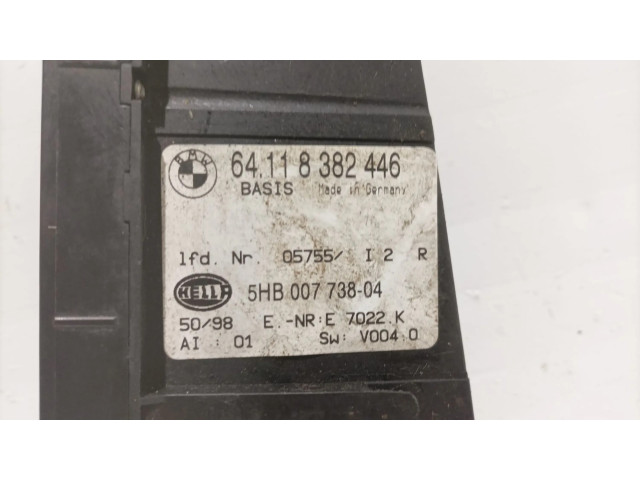 BMW
64.11 8 382 446
BASIS Made in Germany
lfd. Nr. 05755/ I 2 R
HELLA 5HB 007 738-04
50/98 E.-NR:E 7022.K
AI : 01 SW: V004.0